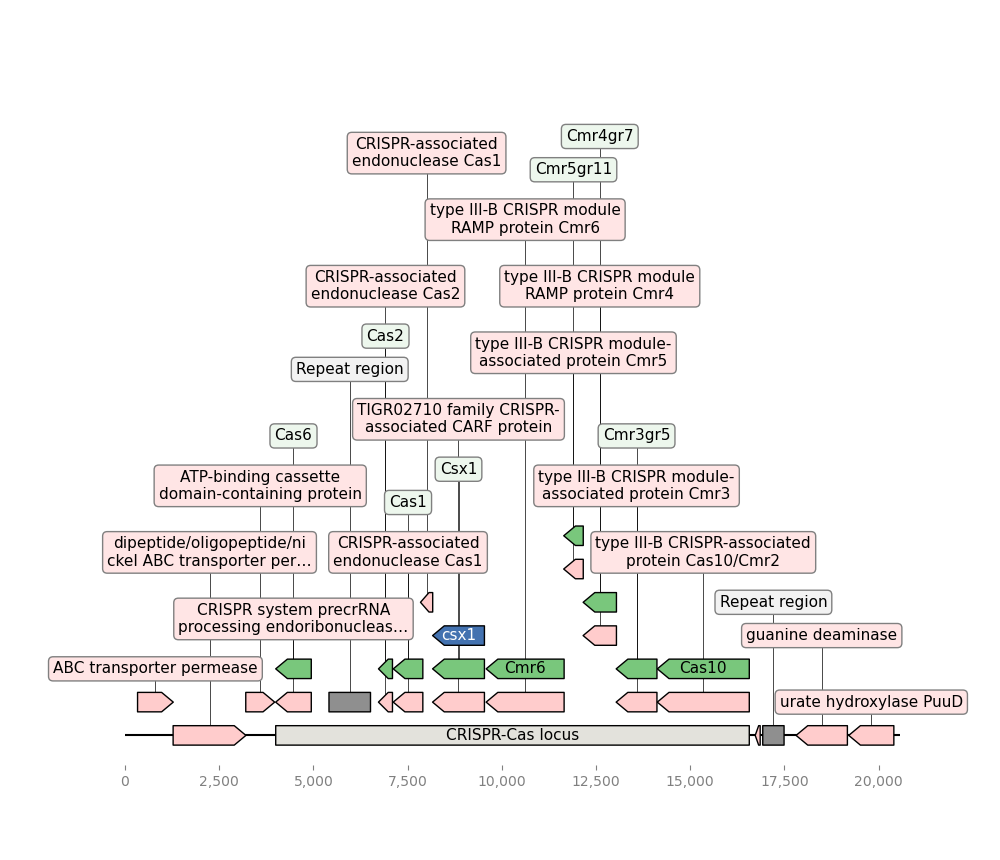 Cmr4gr7
CRISPR-associated
endonuclease Cas1
Cmr5gr11
type III-B CRISPR module
RAMP protein Cmr6
CRISPR-associated
endonuclease Cas2
type III-B CRISPR module
RAMP protein Cmr4
Cas2
type III-B CRISPR module-
associated protein Cmr5
Repeat region
TIGR02710 family CRISPR-
associated CARF protein
Cas6
Cmr3gr5
Csx1
ATP-binding cassette
domain-containing protein
type III-B CRISPR module-
associated protein Cmr3
Cas1
dipeptide/oligopeptide/ni
ckel ABC transporter per...
CRISPR-associated
endonuclease Cas1
type III-B CRISPR-associated
protein Cas10/Cmr2
Repeat region
CRISPR system precrRNA
processing endoribonucleas...
csx1
guanine deaminase
ABC transporter permease
Cmr6
Cas10
urate hydroxylase PuuD
CRISPR-Cas locus
0 2,500 5,000 7,500 10,000 12,500 15,000 17,500 20,000